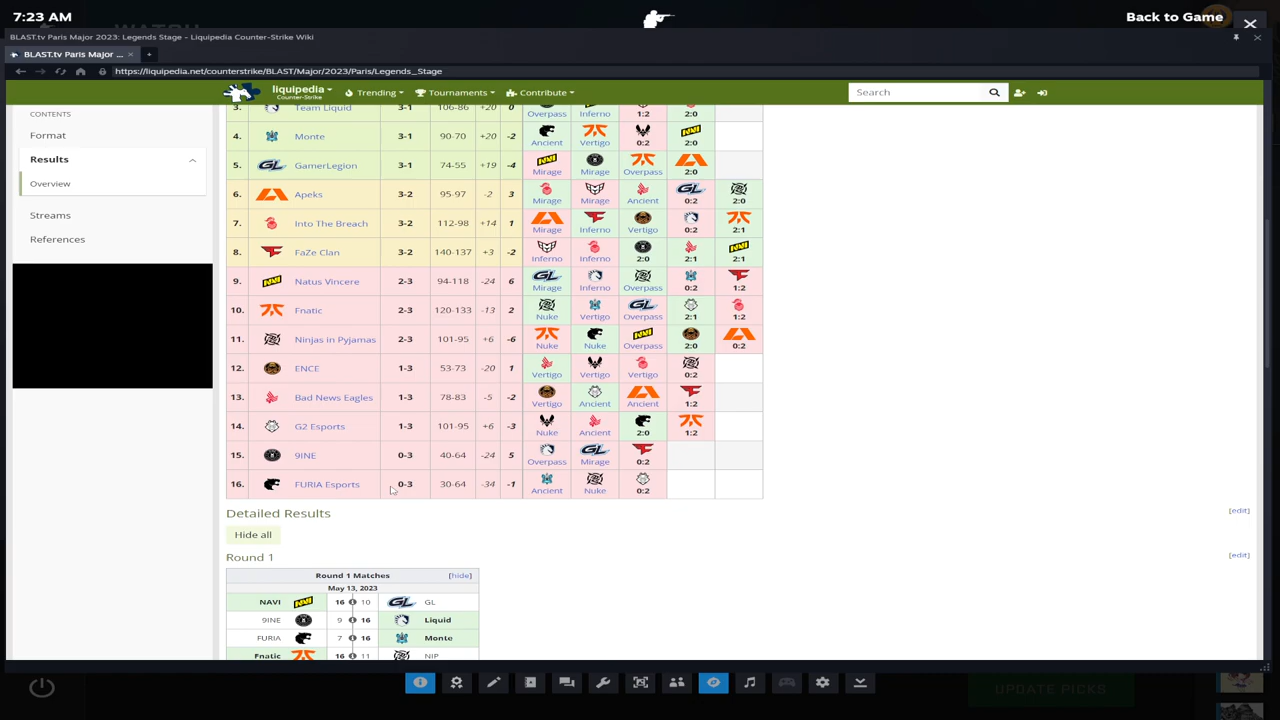 7:23 AM
Back to Game
BLAST.tv Paris Major 2023: Legends Stage - Liquipedia Counter-Strike Wiki
BLAST.tv Paris Major ...
https://liquipedia.net/counterstrike/BLAST/Major/2023/Paris/Legends_Stage
liquipedia Counter-Strike Trending Tournaments Contribute Search
CONTENTS
Format
Results
Overview
Streams
References
3. Team Liquid 3-1 106-86 +20 0 Overpass Inferno 1:2 2:0
4. Monte 3-1 90-70 +20 -2 Ancient Vertigo 0:2 2:0
5. GamerLegion 3-1 74-55 +19 -4 Mirage Mirage Overpass 2:0
6. Apeks 3-2 95-97 -2 3 Mirage Mirage Ancient 0:2 2:0
7. Into The Breach 3-2 112-98 +14 1 Mirage Inferno Vertigo 0:2 2:1
8. FaZe Clan 3-2 140-137 +3 -2 Inferno Inferno 2:0 2:1 2:1
9. Natus Vincere 2-3 94-118 -24 6 Mirage Inferno Overpass 0:2 1:2
10. Fnatic 2-3 120-133 -13 2 Nuke Vertigo Overpass 2:1 1:2
11. Ninjas in Pyjamas 2-3 101-95 +6 -6 Nuke Nuke Overpass 2:0 0:2
12. ENCE 1-3 53-73 -20 1 Vertigo Vertigo Vertigo 0:2
13. Bad News Eagles 1-3 78-83 -5 -2 Vertigo Ancient Ancient 1:2
14. G2 Esports 1-3 101-95 +6 -3 Nuke Ancient 2:0 1:2
15. 9INE 0-3 40-64 -24 5 Overpass Mirage 0:2
16. FURIA Esports 0-3 30-64 -34 -1 Ancient Nuke 0:2
Detailed Results [edit]
Hide all
Round 1 [edit]
Round 1 Matches [hide]
May 13, 2023
NAVI 16 10 GL
9INE 9 16 Liquid
FURIA 7 16 Monte
Fnatic 16 11 NIP
UPDATE PICKS